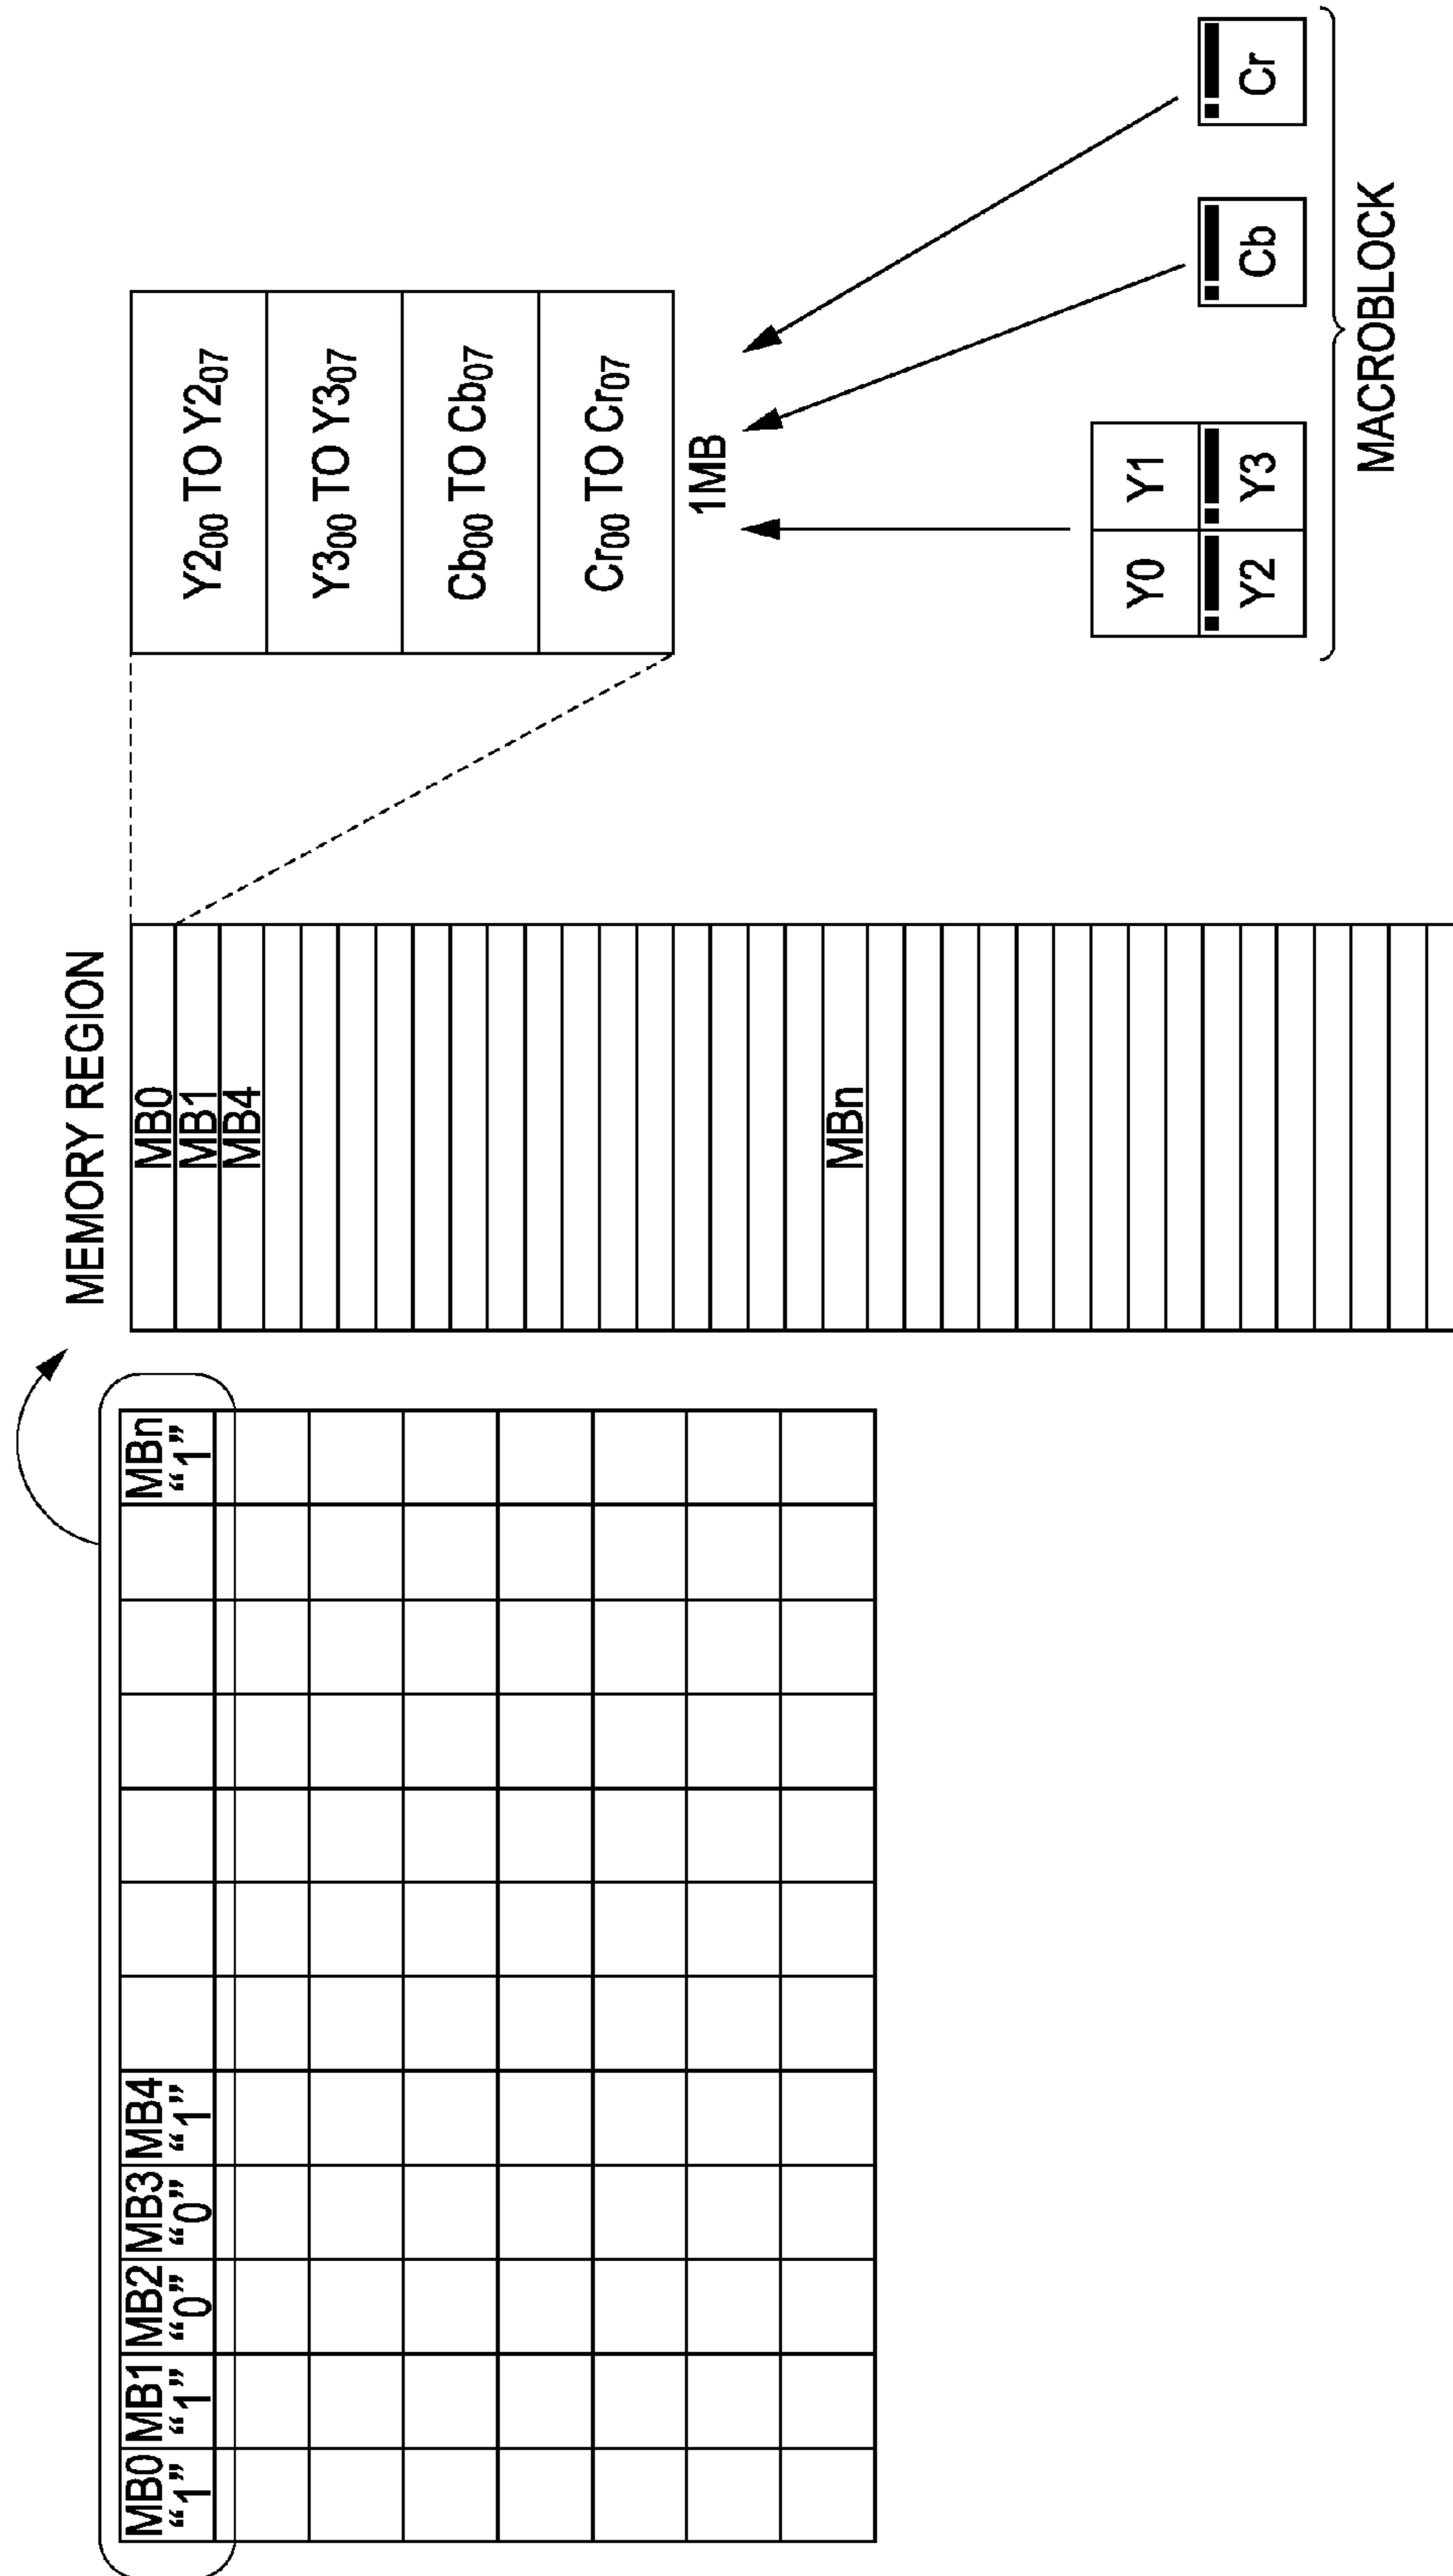 MB0 MB1 MB2 MB3 MB4 MBn
“1” “1” “0” “0” “1” “1”
MEMORY REGION
MB0
MB1
MB4
MBn
Y2₀₀ TO Y2₀₇
Y3₀₀ TO Y3₀₇
Cb₀₀ TO Cb₀₇
Cr₀₀ TO Cr₀₇
1MB
Y0 Y1
Y2 Y3
Cb
Cr
MACROBLOCK